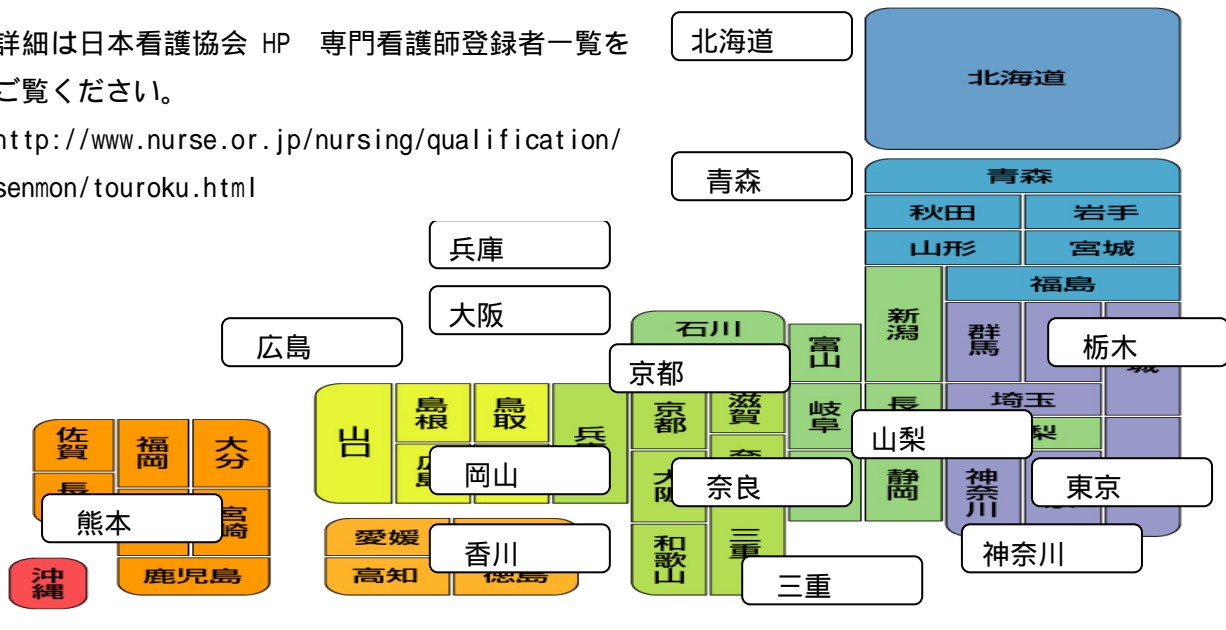 詳細は日本看護協会 HP 専門看護師登録者一覧を
ご覧ください。
http://www.nurse.or.jp/nursing/qualification/
senmon/touroku.html
北海道
北海道
青森
青森
秋田
岩手
山形
宮城
兵庫
福島
大阪
新潟
群馬
栃木
石川
富山
広島
京都
埼玉
島根
鳥取
京都
滋賀
岐阜
山梨
佐賀
福岡
大分
山口
岡山
奈良
静岡
神奈川
東京
熊本
愛媛
香川
和歌山
三重
神奈川
沖縄
鹿児島
高知
徳島
三重